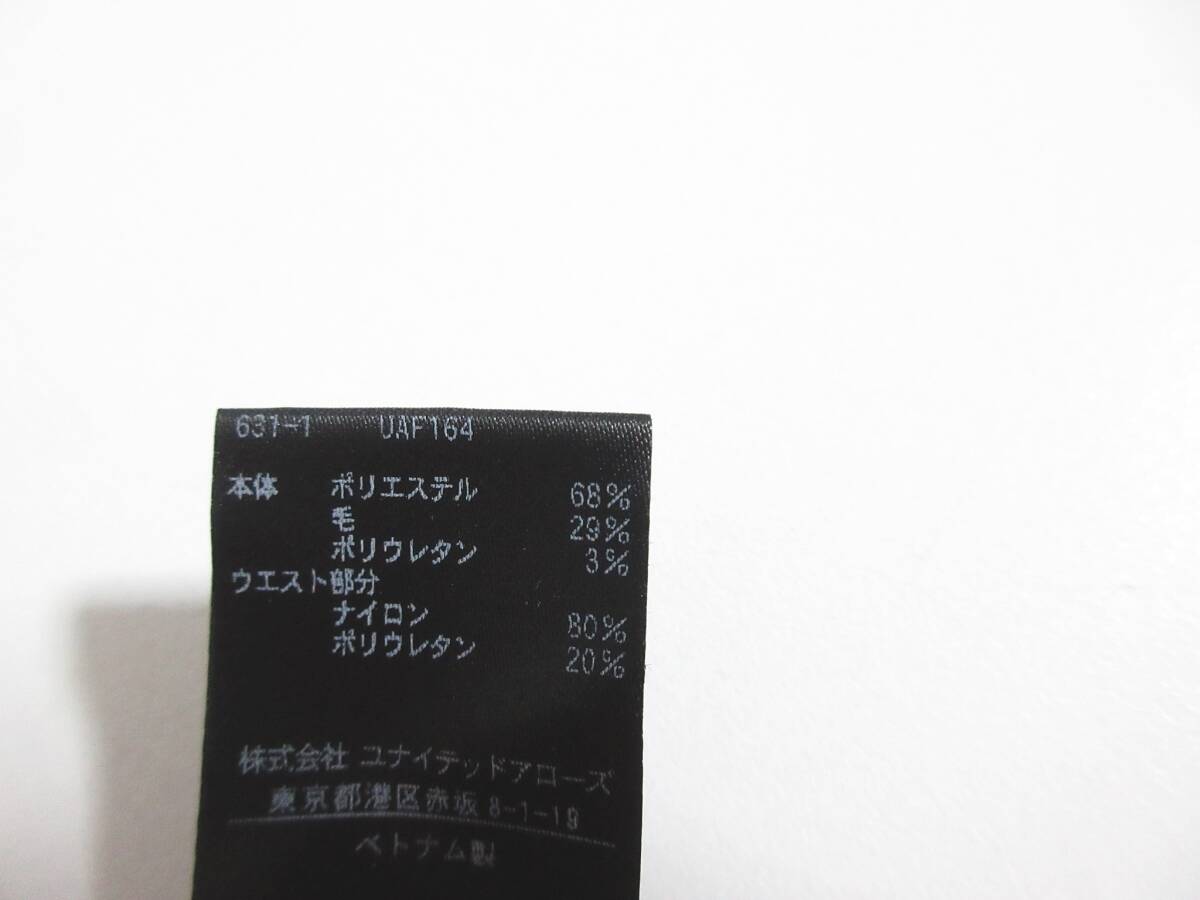 631-1 UAF164
本体 ポリエステル 68%
毛 29%
ポリウレタン 3%
ウエスト部分
ナイロン 80%
ポリウレタン 20%
株式会社 ユナイテッドアローズ
東京都港区赤坂 8-1-19
ベトナム製